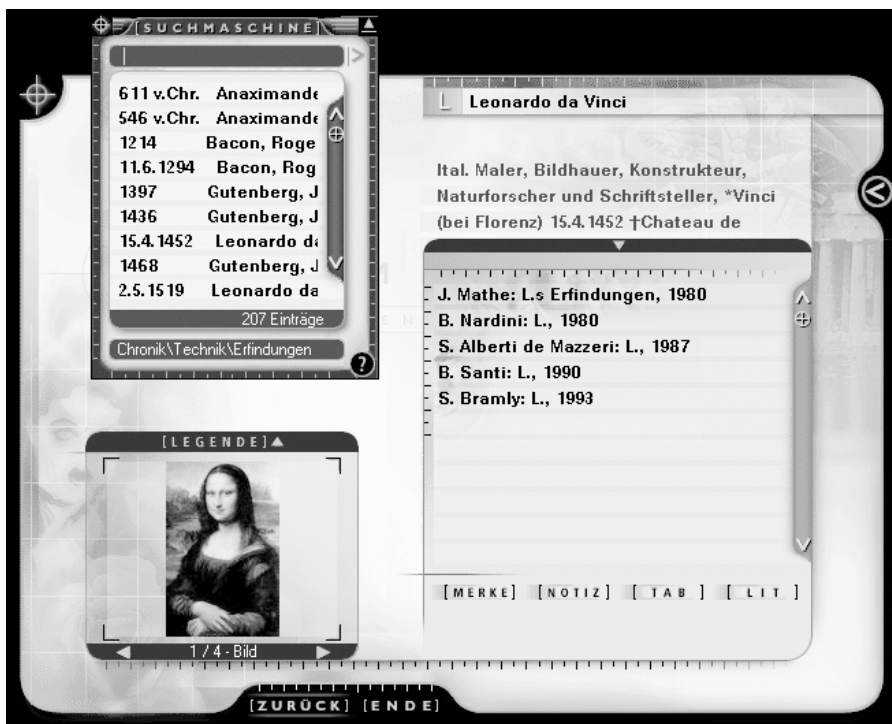 [SUCHMASCHINE]
611 v.Chr. Anaximande
546 v.Chr. Anaximande
1214 Bacon, Roge
11.6.1294 Bacon, Rog
1397 Gutenberg, J
1436 Gutenberg, J
15.4.1452 Leonardo da
1468 Gutenberg, J
2.5.1519 Leonardo da
207 Einträge
Chronik\Technik\Erfindungen
?
[LEGENDE]
1 / 4 - Bild
L Leonardo da Vinci
Ital. Maler, Bildhauer, Konstrukteur,
Naturforscher und Schriftsteller, *Vinci
(bei Florenz) 15.4.1452 †Chateau de
J. Mathe: L.s Erfindungen, 1980
B. Nardini: L., 1980
S. Alberti de Mazzeri: L., 1987
B. Santi: L., 1990
S. Bramly: L., 1993
[MERKE] [NOTIZ] [TAB] [LIT]
[ZURÜCK] [ENDE]